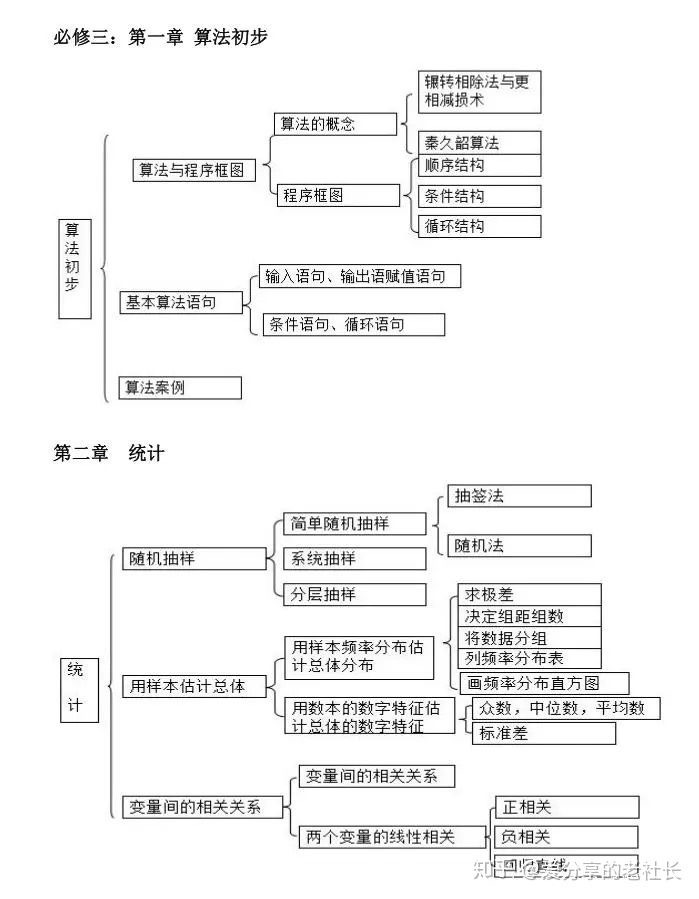 必修三：第一章 算法初步
辗转相除法与更
相减损术
算法的概念
秦久韶算法
算法与程序框图
顺序结构
程序框图
条件结构
循环结构
算
法
初
步
输入语句、输出语赋值语句
基本算法语句
条件语句、循环语句
算法案例
第二章 统计
抽签法
简单随机抽样
随机法
随机抽样
系统抽样
分层抽样
求极差
决定组距组数
用样本频率分布估
计总体分布
将数据分组
列频率分布表
画频率分布直方图
统
计
用样本估计总体
用数本的数字特征估
计总体的数字特征
众数，中位数，平均数
标准差
变量间的相关关系
变量间的相关关系
两个变量的线性相关
正相关
负相关
回归直线
知乎 @爱分享的老社长